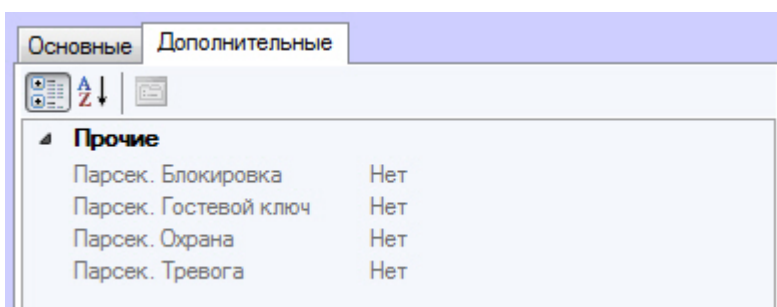 Основные Дополнительные
A
Z
Прочие
Парсек. Блокировка Нет
Парсек. Гостевой ключ Нет
Парсек. Охрана Нет
Парсек. Тревога Нет